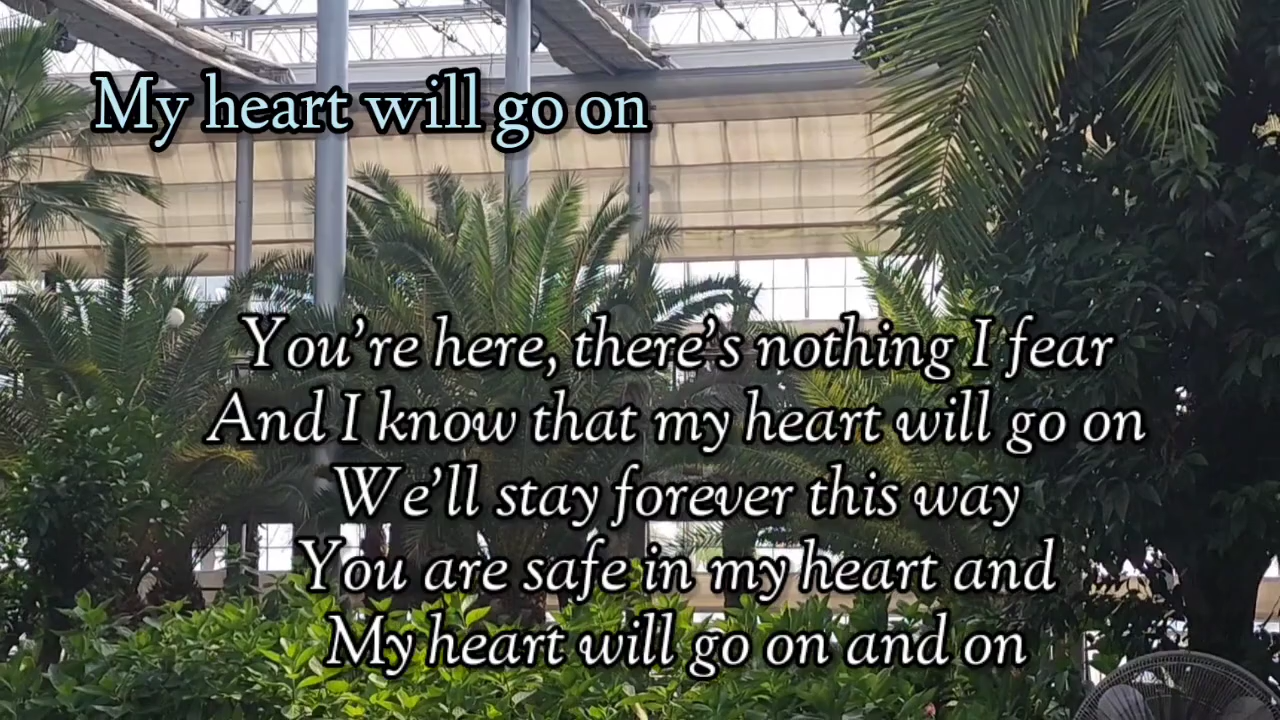 My heart will go on
You're here, there's nothing I fear
And I know that my heart will go on
We'll stay forever this way
You are safe in my heart and
My heart will go on and on